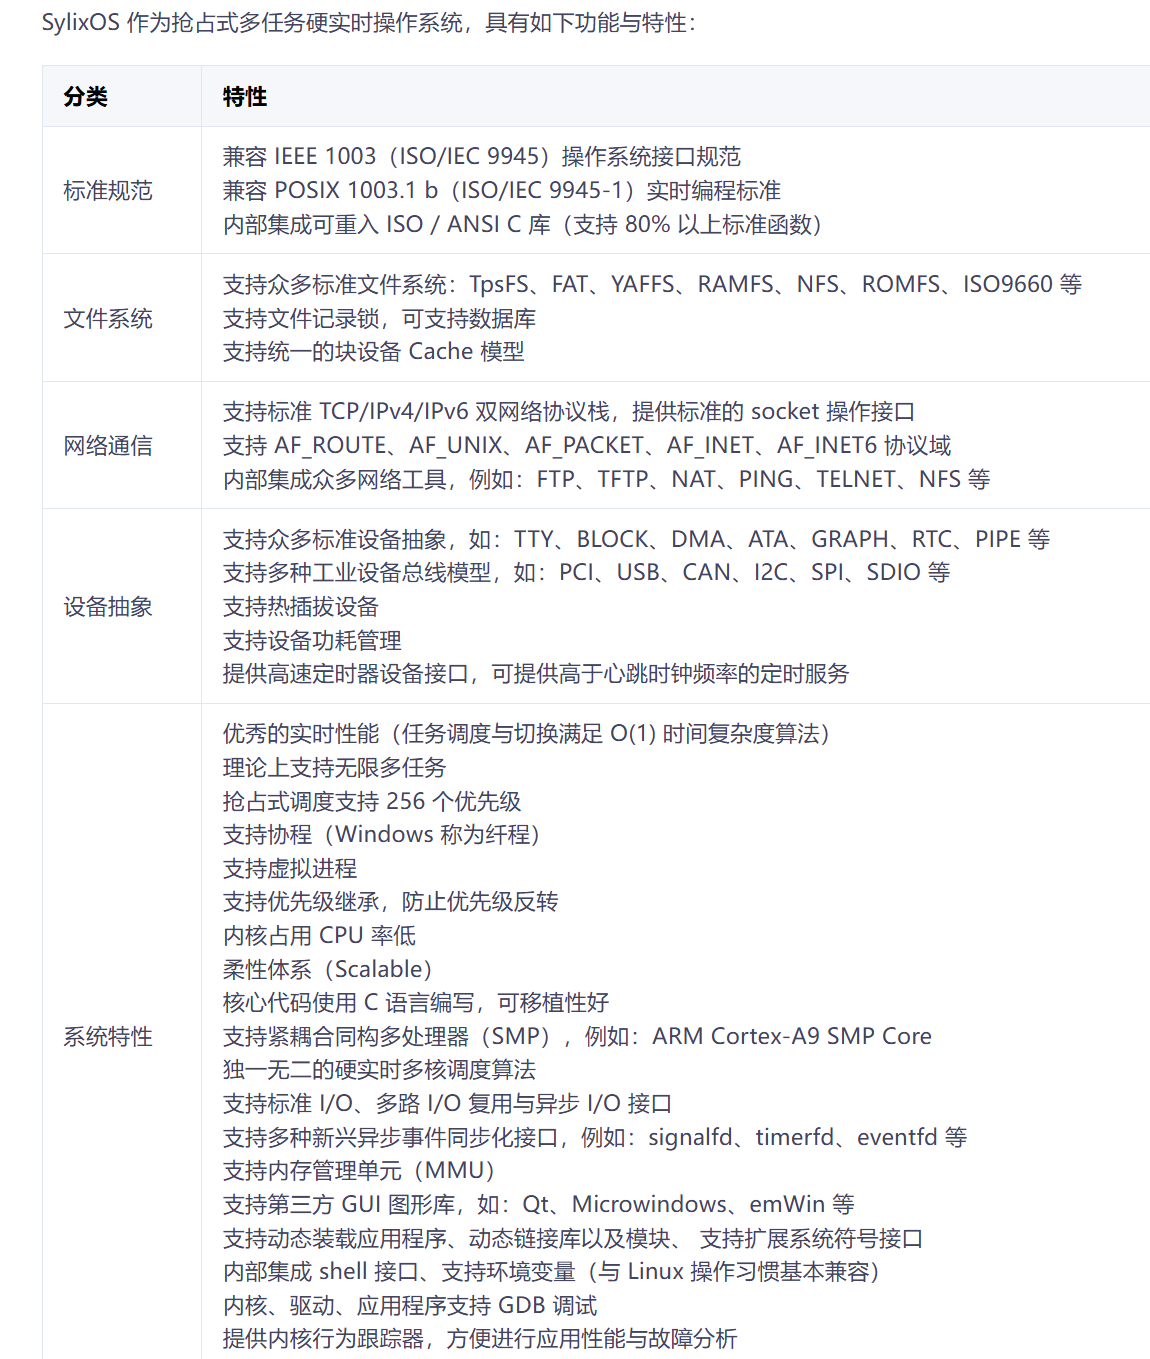 SylixOS 作为抢占式多任务硬实时操作系统，具有如下功能与特性：
分类
特性
标准规范
兼容 IEEE 1003（ISO/IEC 9945）操作系统接口规范
兼容 POSIX 1003.1 b（ISO/IEC 9945-1）实时编程标准
内部集成可重入 ISO / ANSI C 库（支持 80% 以上标准函数）
文件系统
支持众多标准文件系统：TpsFS、FAT、YAFFS、RAMFS、NFS、ROMFS、ISO9660 等
支持文件记录锁，可支持数据库
支持统一的块设备 Cache 模型
网络通信
支持标准 TCP/IPv4/IPv6 双网络协议栈，提供标准的 socket 操作接口
支持 AF_ROUTE、AF_UNIX、AF_PACKET、AF_INET、AF_INET6 协议域
内部集成众多网络工具，例如：FTP、TFTP、NAT、PING、TELNET、NFS 等
设备抽象
支持众多标准设备抽象，如：TTY、BLOCK、DMA、ATA、GRAPH、RTC、PIPE 等
支持多种工业设备总线模型，如：PCI、USB、CAN、I2C、SPI、SDIO 等
支持热插拔设备
支持设备功耗管理
提供高速定时器设备接口，可提供高于心跳时钟频率的定时服务
系统特性
优秀的实时性能（任务调度与切换满足 O(1) 时间复杂度算法）
理论上支持无限多任务
抢占式调度支持 256 个优先级
支持协程（Windows 称为纤程）
支持虚拟进程
支持优先级继承，防止优先级反转
内核占用 CPU 率低
柔性体系（Scalable）
核心代码使用 C 语言编写，可移植性好
支持紧耦合同构多处理器（SMP），例如：ARM Cortex-A9 SMP Core
独一无二的硬实时多核调度算法
支持标准 I/O、多路 I/O 复用与异步 I/O 接口
支持多种新兴异步事件同步化接口，例如：signalfd、timerfd、eventfd 等
支持内存管理单元（MMU）
支持第三方 GUI 图形库，如：Qt、Microwindows、emWin 等
支持动态装载应用程序、动态链接库以及模块、 支持扩展系统符号接口
内部集成 shell 接口、支持环境变量（与 Linux 操作习惯基本兼容）
内核、驱动、应用程序支持 GDB 调试
提供内核行为跟踪器，方便进行应用性能与故障分析